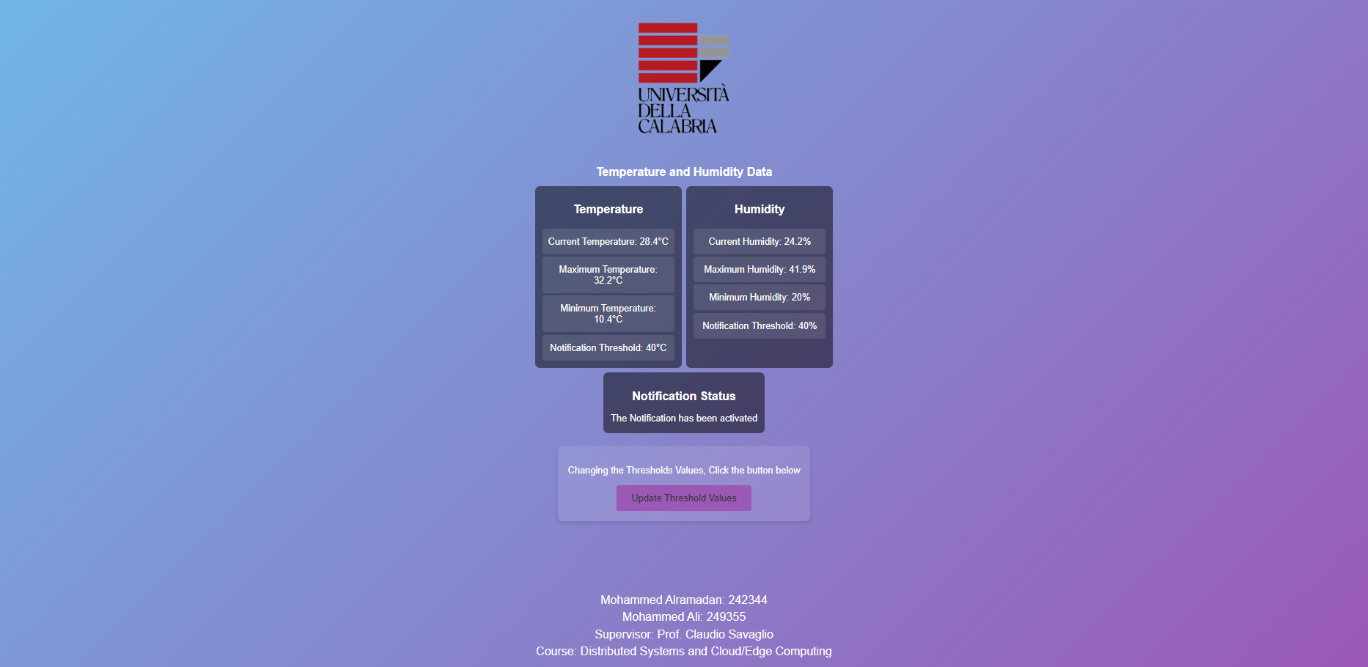 UNIVERSITÀ
DELLA
CALABRIA
Temperature and Humidity Data
Temperature
Current Temperature: 28.4°C
Maximum Temperature:
32.2°C
Minimum Temperature:
10.4°C
Notification Threshold: 40°C
Humidity
Current Humidity: 24.2%
Maximum Humidity: 41.9%
Minimum Humidity: 20%
Notification Threshold: 40%
Notification Status
The Notification has been activated
Changing the Thresholds Values, Click the button below
Update Threshold Values
Mohammed Alramadan: 242344
Mohammed Ali: 249355
Supervisor: Prof. Claudio Savaglio
Course: Distributed Systems and Cloud/Edge Computing